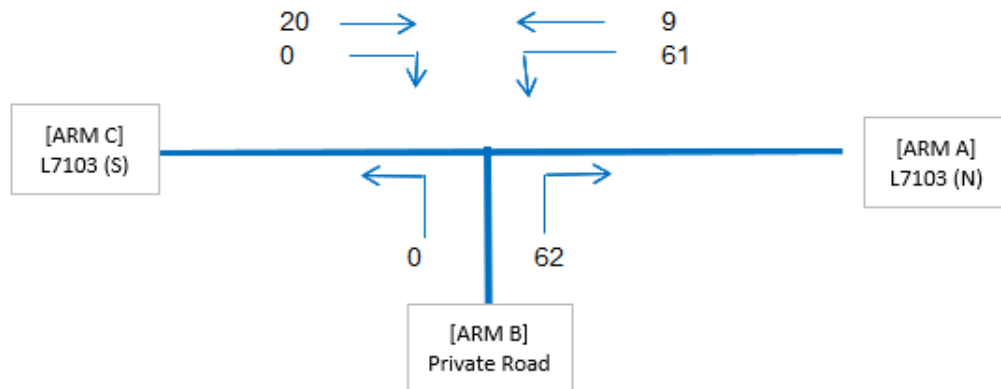 20
9
0
61
[ARM C]
L7103 (S)
[ARM A]
L7103 (N)
0
62
[ARM B]
Private Road